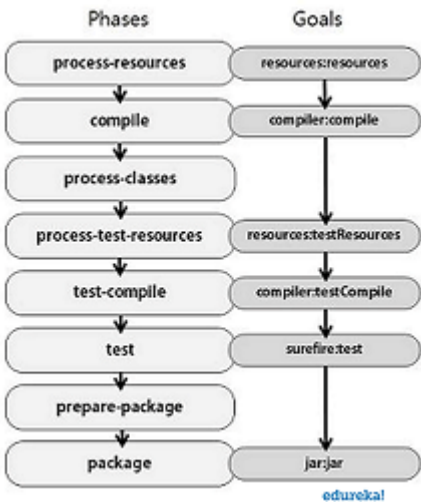 Phases Goals
process-resources resources:resources
compile compiler:compile
process-classes
process-test-resources resources:testResources
test-compile compiler:testCompile
test surefire:test
prepare-package
package jar:jar
edureka!